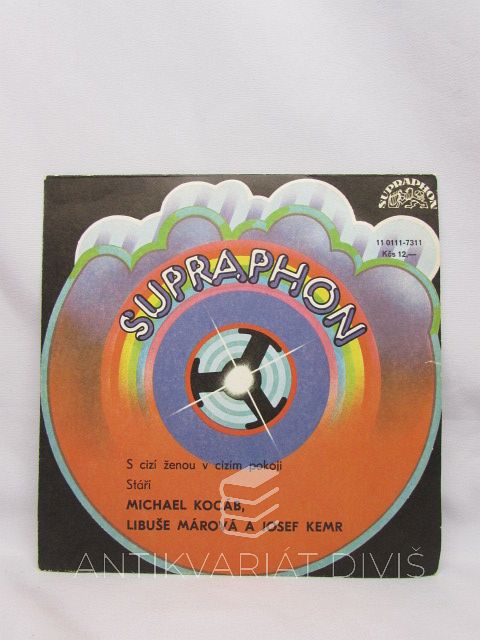 SUPRAPHON
11 0111-7311
Kčs 12,—
SUPRAPHON
S cizí ženou v cizím pokoji
Stáří
MICHAEL KOCÁB,
LIBUŠE MÁROVÁ A JOSEF KEMR
ANTIKVARIÁT DIVIŠ